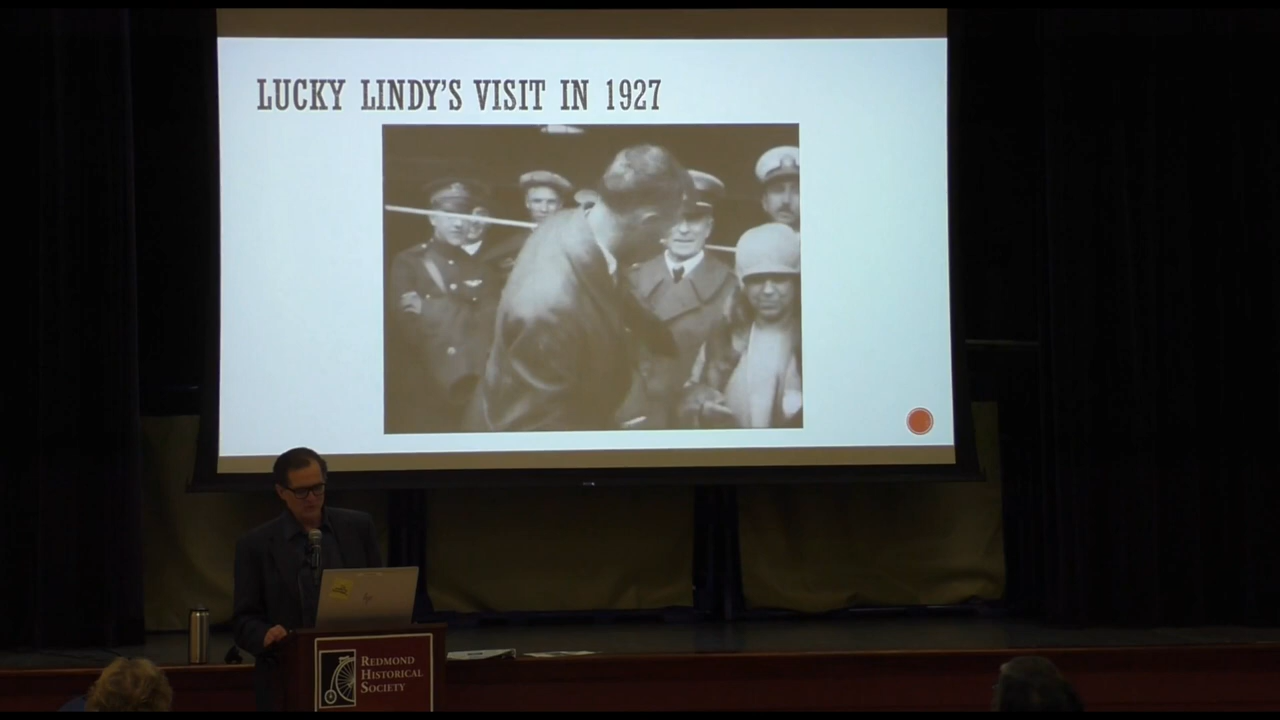 LUCKY LINDY'S VISIT IN 1927
REDMOND
HISTORICAL
SOCIETY